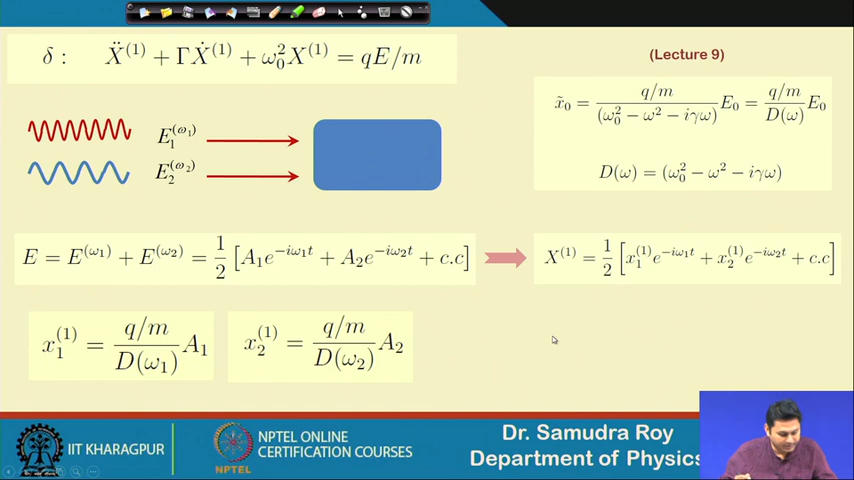 δ : Ẍ⁽¹⁾ + ΓẊ⁽¹⁾ + ω₀²X⁽¹⁾ = qE/m
(Lecture 9)
x̃₀ = (q/m)/(ω₀² − ω² − iγω) E₀ = (q/m)/D(ω) E₀
E₁^(ω₁)
E₂^(ω₂)
D(ω) = (ω₀² − ω² − iγω)
E = E^(ω₁) + E^(ω₂) = 1/2 [A₁e^(−iω₁t) + A₂e^(−iω₂t) + c.c]
X⁽¹⁾ = 1/2 [x₁⁽¹⁾e^(−iω₁t) + x₂⁽¹⁾e^(−iω₂t) + c.c]
x₁⁽¹⁾ = (q/m)/D(ω₁) A₁
x₂⁽¹⁾ = (q/m)/D(ω₂) A₂
IIT KHARAGPUR
NPTEL
NPTEL ONLINE
CERTIFICATION COURSES
Dr. Samudra Roy
Department of Physics